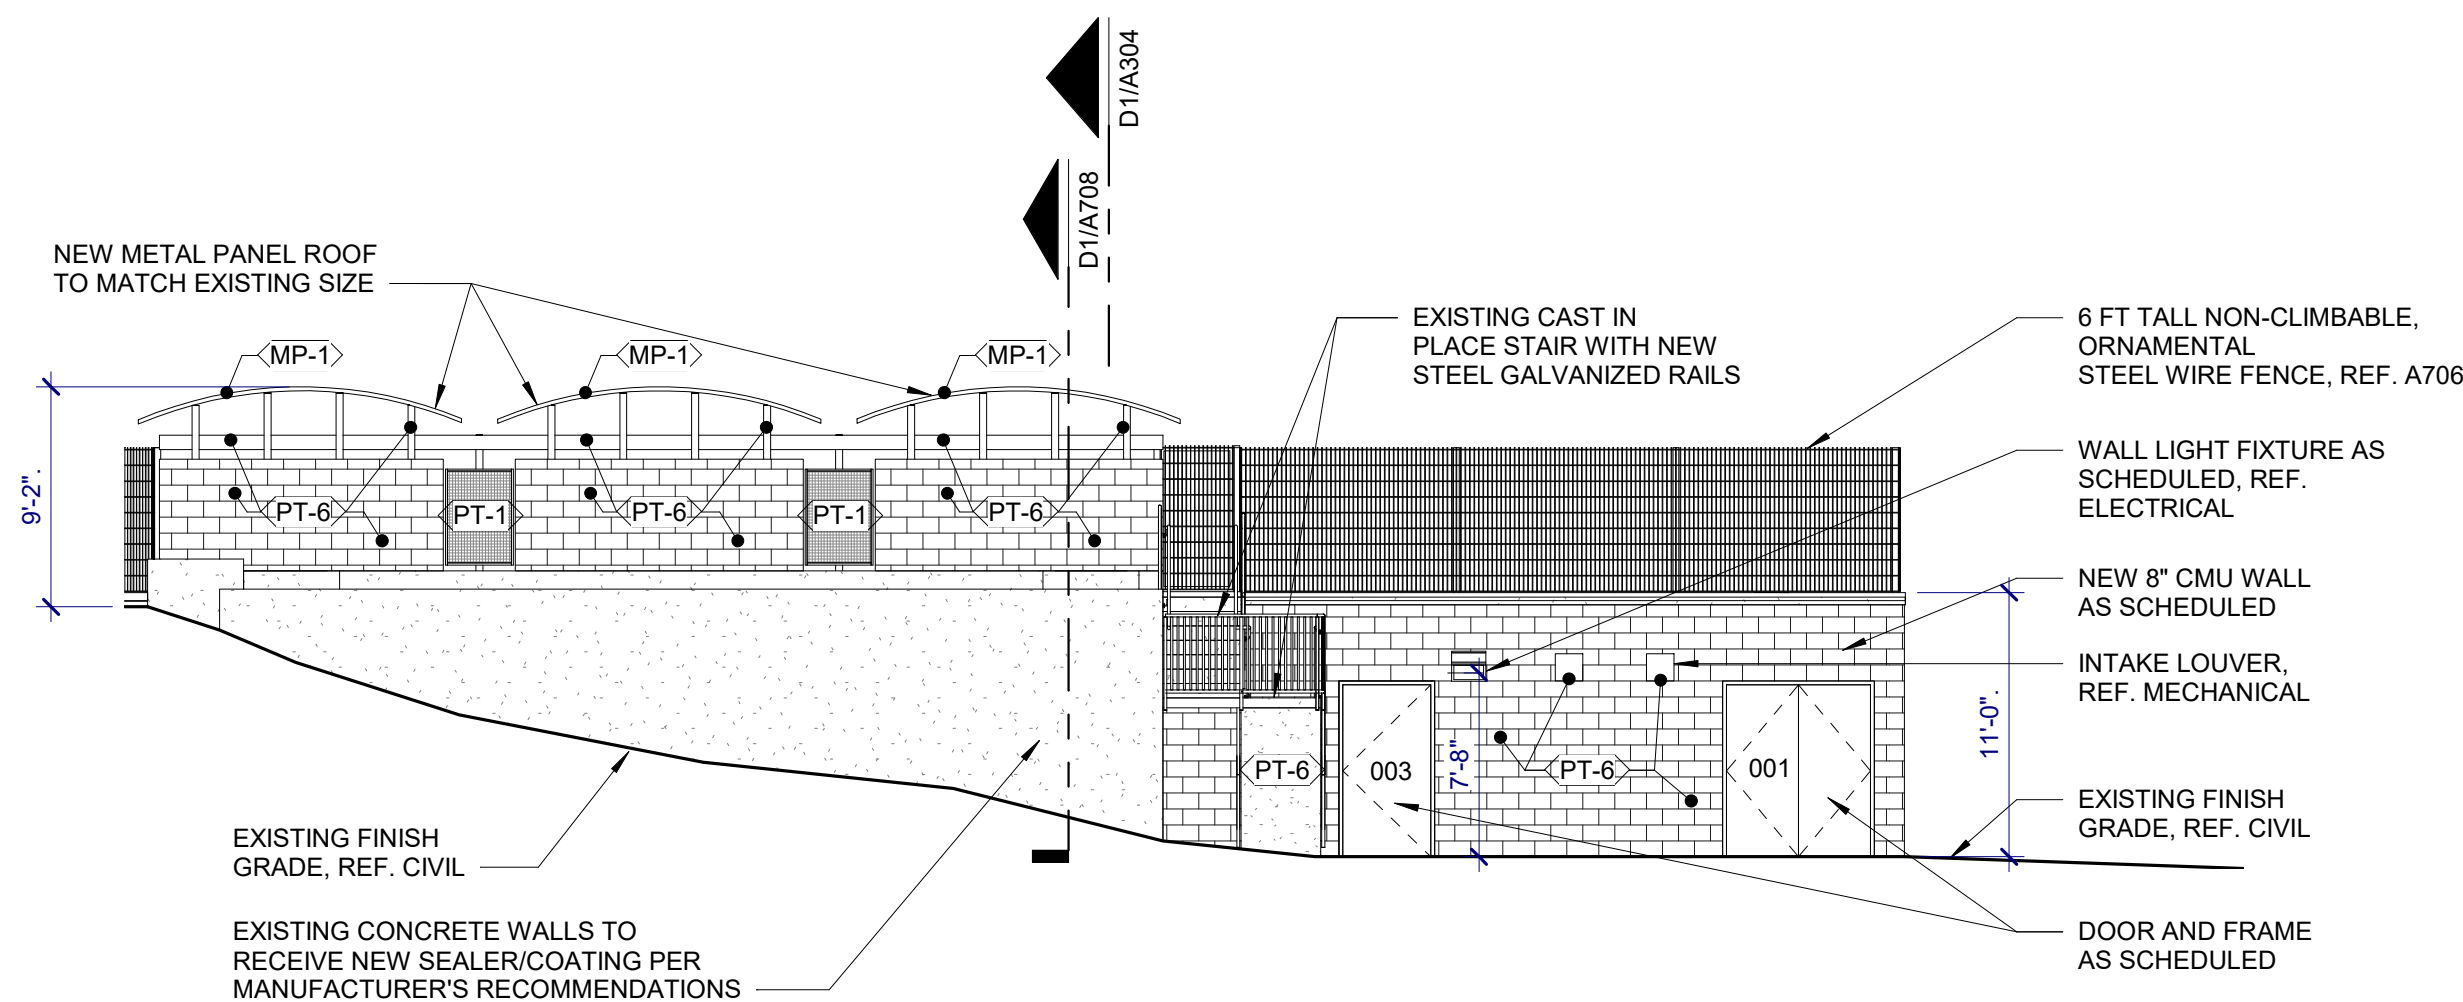 D1/A304
D1/A708
NEW METAL PANEL ROOF
TO MATCH EXISTING SIZE
MP-1
MP-1
MP-1
EXISTING CAST IN
PLACE STAIR WITH NEW
STEEL GALVANIZED RAILS
6 FT TALL NON-CLIMBABLE,
ORNAMENTAL
STEEL WIRE FENCE, REF. A706
WALL LIGHT FIXTURE AS
SCHEDULED, REF.
ELECTRICAL
9'-2".
PT-6
PT-1
PT-6
PT-1
PT-6
NEW 8" CMU WALL
AS SCHEDULED
INTAKE LOUVER,
REF. MECHANICAL
11'-0".
PT-6
003
7'-8"
PT-6
001
EXISTING FINISH
GRADE, REF. CIVIL
EXISTING FINISH
GRADE, REF. CIVIL
EXISTING CONCRETE WALLS TO
RECEIVE NEW SEALER/COATING PER
MANUFACTURER'S RECOMMENDATIONS
DOOR AND FRAME
AS SCHEDULED